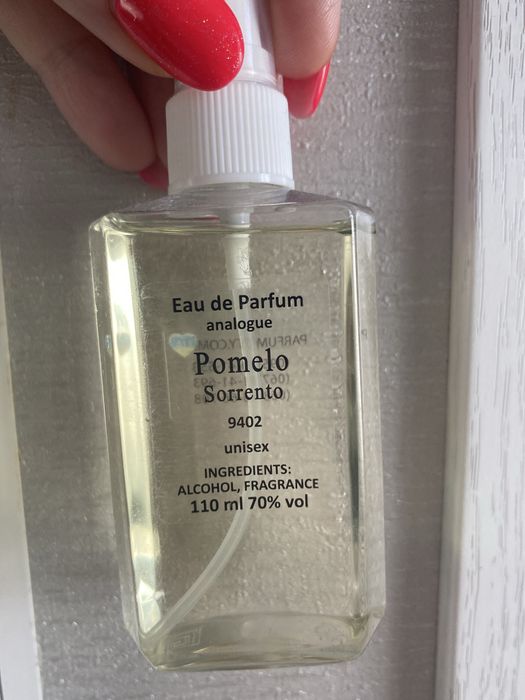 Eau de Parfum
analogue
Pomelo
Sorrento
9402
unisex
INGREDIENTS:
ALCOHOL, FRAGRANCE
110 ml 70% vol